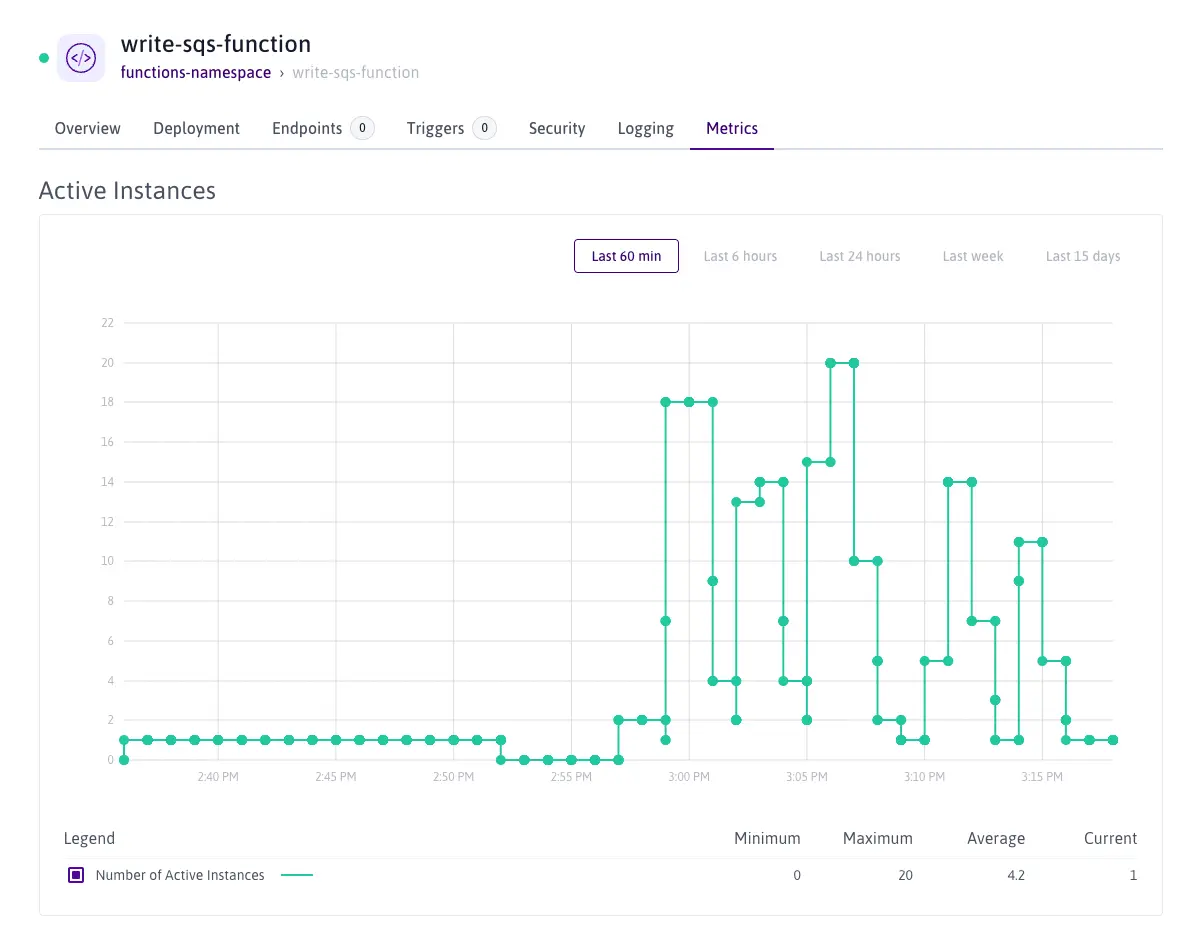 write-sqs-function
functions-namespace › write-sqs-function
Overview Deployment Endpoints 0 Triggers 0 Security Logging Metrics
Active Instances
Last 60 min Last 6 hours Last 24 hours Last week Last 15 days
22
20
18
16
14
12
10
8
6
4
2
0
2:40 PM 2:45 PM 2:50 PM 2:55 PM 3:00 PM 3:05 PM 3:10 PM 3:15 PM
Legend Minimum Maximum Average Current
Number of Active Instances 0 20 4.2 1